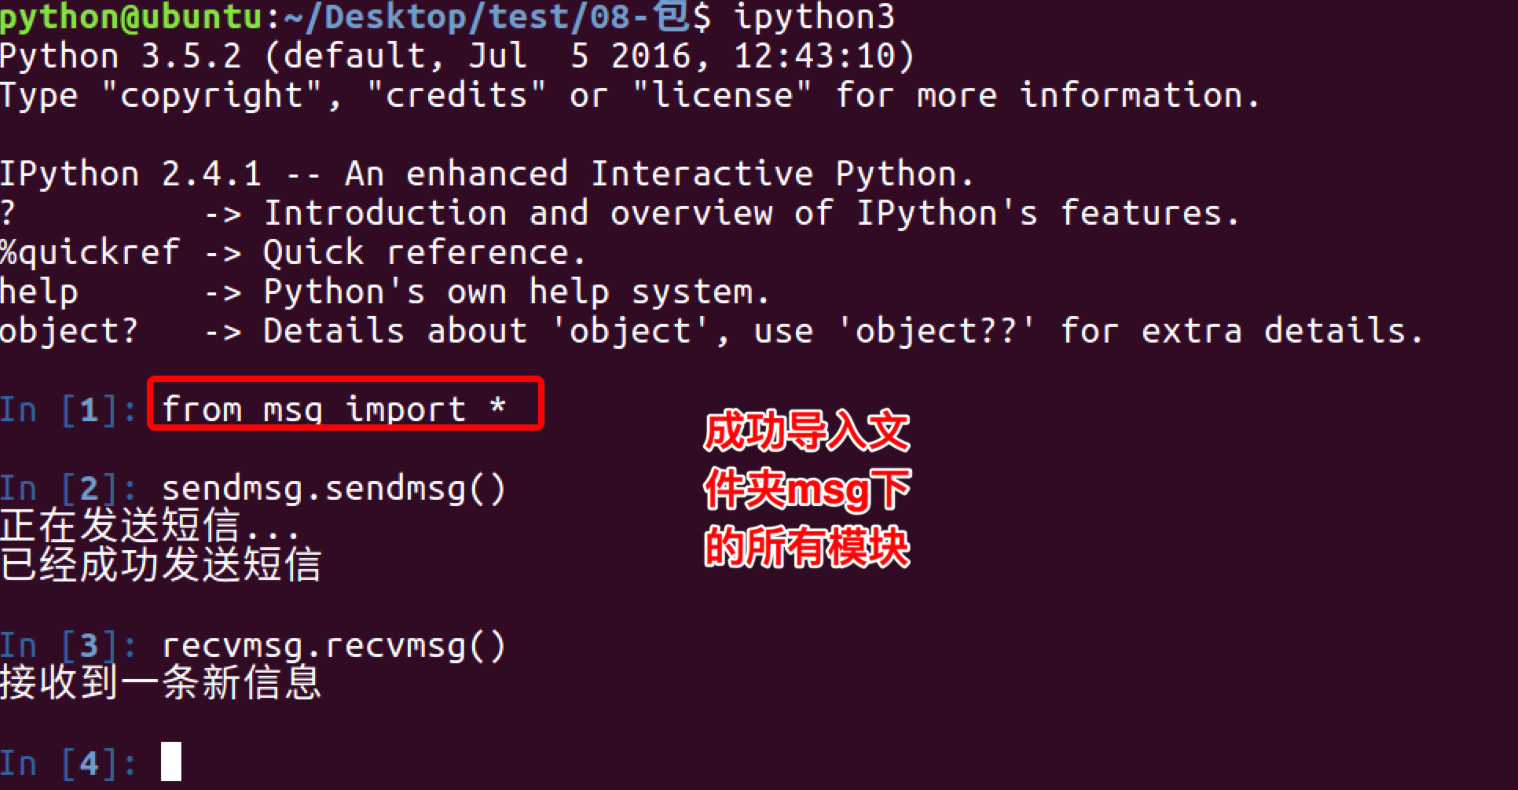 python@ubuntu:~/Desktop/test/08-包$ ipython3
Python 3.5.2 (default, Jul  5 2016, 12:43:10)
Type "copyright", "credits" or "license" for more information.
IPython 2.4.1 -- An enhanced Interactive Python.
?         -> Introduction and overview of IPython's features.
%quickref -> Quick reference.
help      -> Python's own help system.
object?   -> Details about 'object', use 'object??' for extra details.
In [1]: from msg import *
成功导入文
件夹msg下
的所有模块
In [2]: sendmsg.sendmsg()
正在发送短信...
已经成功发送短信
In [3]: recvmsg.recvmsg()
接收到一条新信息
In [4]: